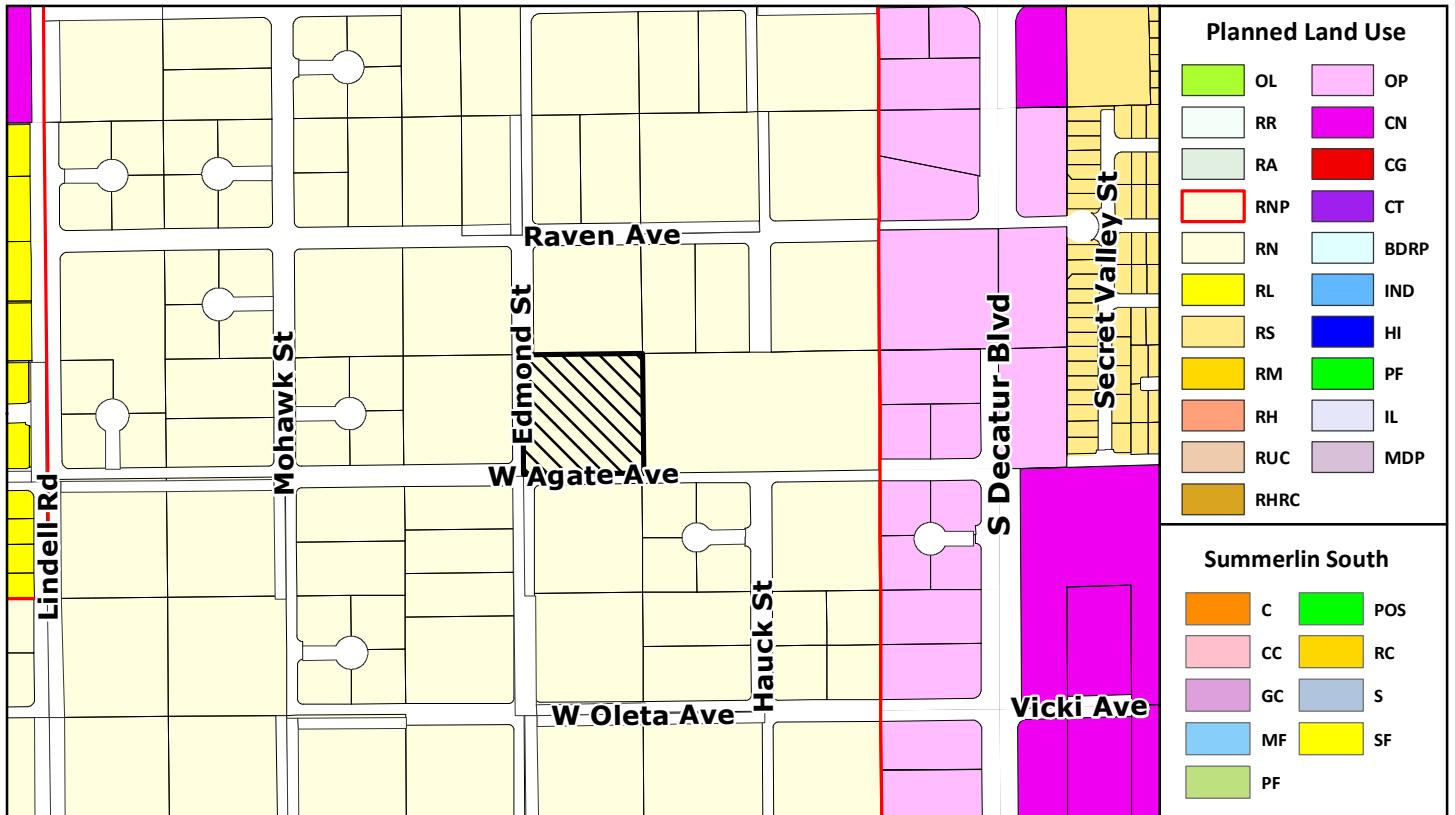 Raven Ave
Edmond St
Mohawk St
W Agate Ave
Lindell Rd
Hauck St
W Oleta Ave
S Decatur Blvd
Secret Valley St
Vicki Ave
Planned Land Use
OL
RR
RA
RNP
RN
RL
RS
RM
RH
RUC
RHRC
OP
CN
CG
CT
BDRP
IND
HI
PF
IL
MDP
Summerlin South
C
CC
GC
MF
PF
POS
RC
S
SF